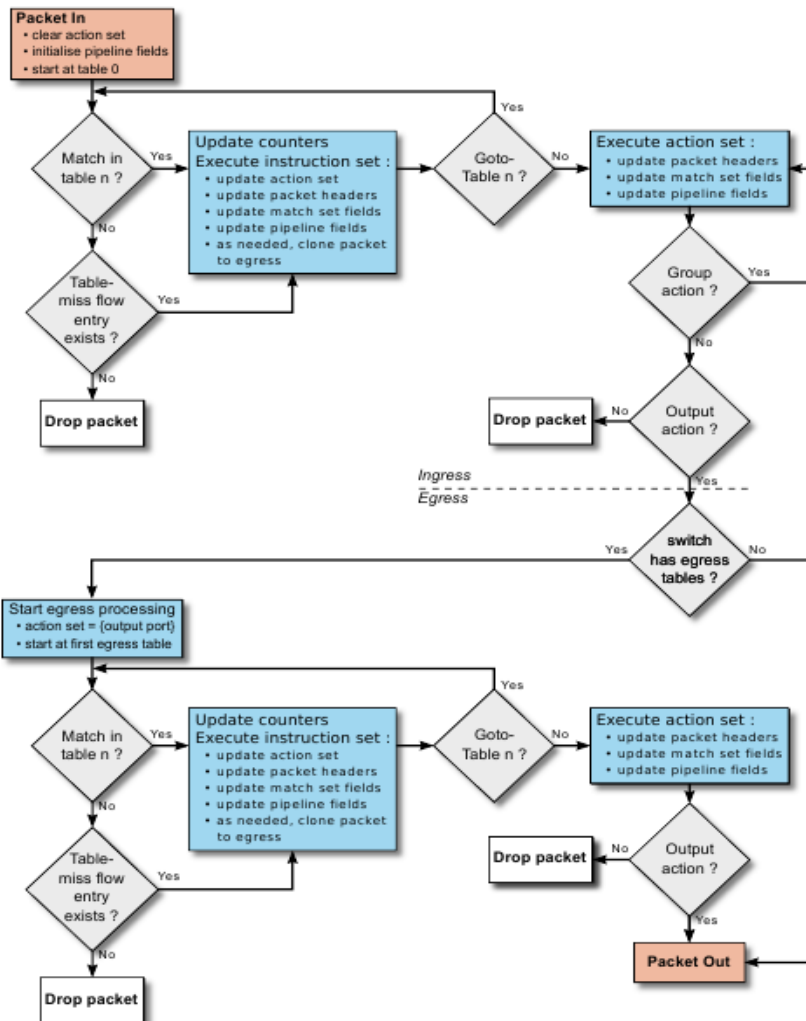 Packet In
• clear action set
• initialise pipeline fields
• start at table 0
Yes
Match in
table n ?
Yes
Update counters
Execute instruction set :
• update action set
• update packet headers
• update match set fields
• update pipeline fields
• as needed, clone packet
to egress
Goto-
Table n ?
No
Execute action set :
• update packet headers
• update match set fields
• update pipeline fields
No
Table-
miss flow
entry
exists ?
Yes
No
Drop packet
Group
action ?
Yes
No
Output
action ?
No
Drop packet
Yes
Ingress
Egress
switch
has egress
tables ?
Yes
No
Start egress processing
• action set = {output port}
• start at first egress table
Yes
Match in
table n ?
Yes
Update counters
Execute instruction set :
• update action set
• update packet headers
• update match set fields
• update pipeline fields
• as needed, clone packet
to egress
Goto-
Table n ?
No
Execute action set :
• update packet headers
• update match set fields
• update pipeline fields
No
Table-
miss flow
entry
exists ?
Yes
No
Drop packet
Output
action ?
No
Drop packet
Yes
Packet Out